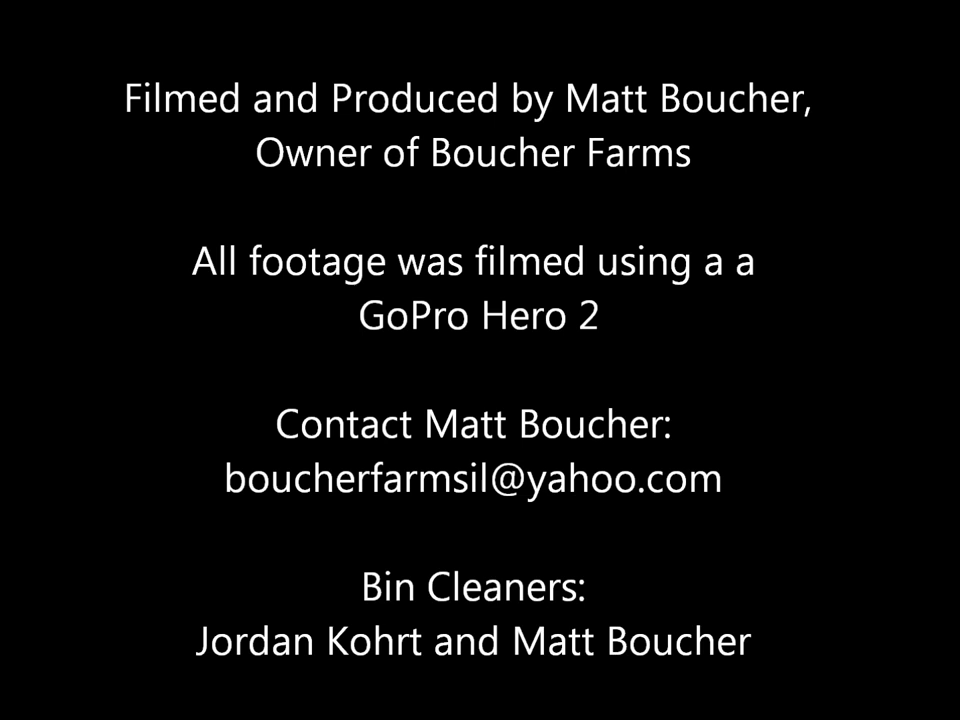 Filmed and Produced by Matt Boucher,
Owner of Boucher Farms
All footage was filmed using a a
GoPro Hero 2
Contact Matt Boucher:
boucherfarmsil@yahoo.com
Bin Cleaners:
Jordan Kohrt and Matt Boucher